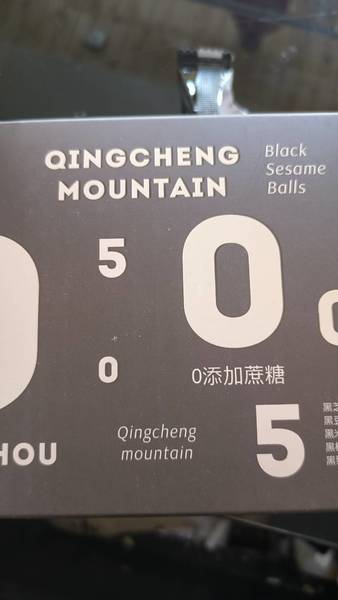 QINGCHENG
MOUNTAIN
Black
Sesame
Balls
5
0
0
0添加蔗糖
Qingcheng
mountain
5
HOU